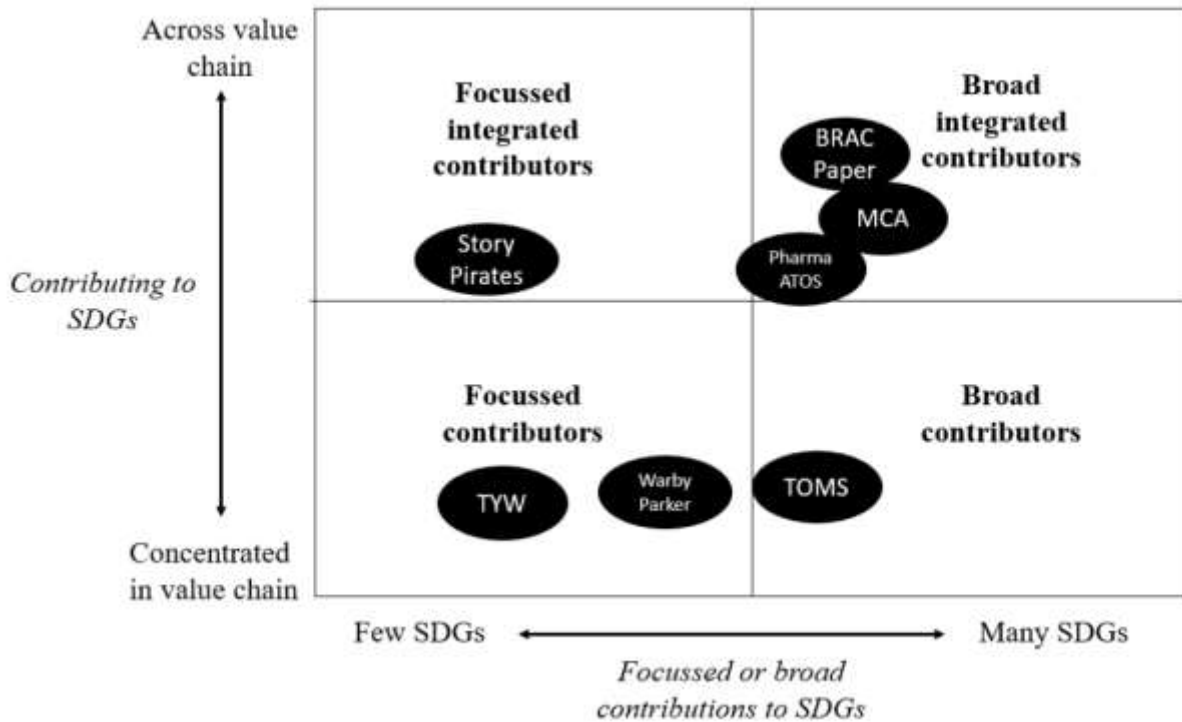 Across value
chain
Focussed
integrated
contributors
Broad
integrated
contributors
BRAC
Paper
MCA
Story
Pirates
Pharma
ATOS
Contributing to
SDGs
Focussed
contributors
Broad
contributors
TYW
Warby
Parker
TOMS
Concentrated
in value chain
Few SDGs
Many SDGs
Focussed or broad
contributions to SDGs